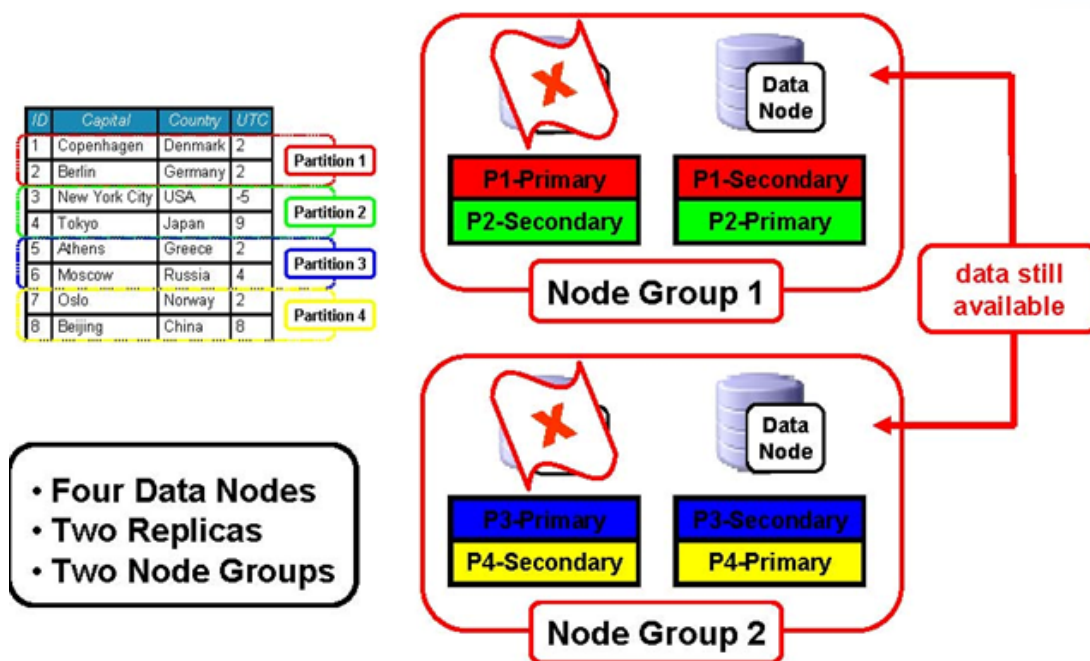 ID Capital Country UTC
1 Copenhagen Denmark 2
2 Berlin Germany 2
3 New York City USA -5
4 Tokyo Japan 9
5 Athens Greece 2
6 Moscow Russia 4
7 Oslo Norway 2
8 Beijing China 8
Partition 1
Partition 2
Partition 3
Partition 4
• Four Data Nodes
• Two Replicas
• Two Node Groups
X
Data
Node
P1-Primary P1-Secondary
P2-Secondary P2-Primary
Node Group 1
X
Data
Node
P3-Primary P3-Secondary
P4-Secondary P4-Primary
Node Group 2
data still
available